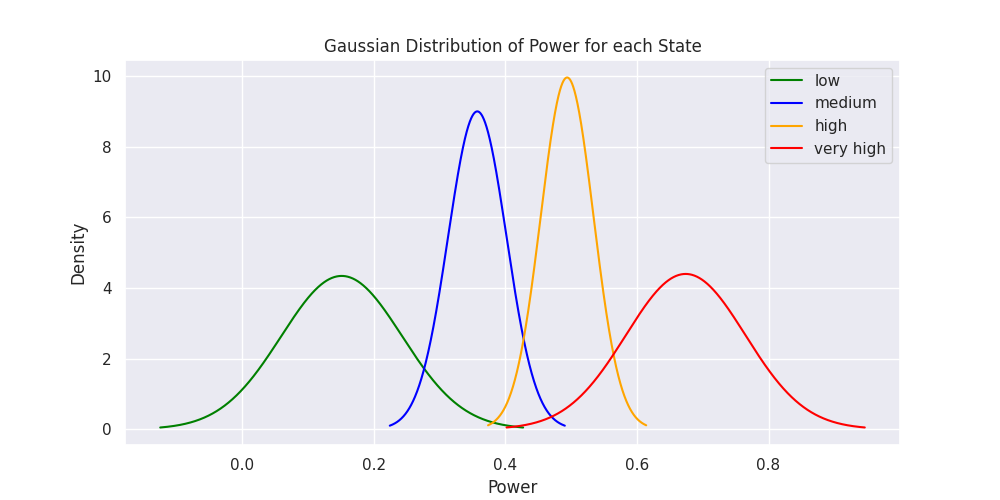 Gaussian Distribution of Power for each State
low
medium
high
very high
Density
10
8
6
4
2
0
0.0 0.2 0.4 0.6 0.8
Power